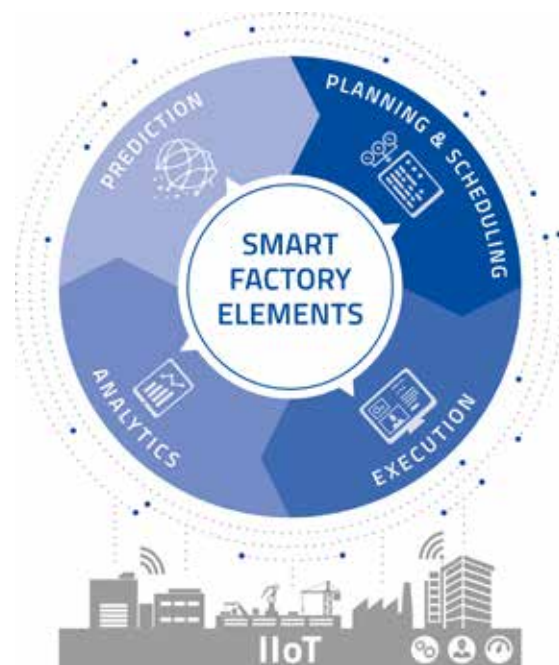 PREDICTION
PLANNING & SCHEDULING
SMART
FACTORY
ELEMENTS
ANALYTICS
EXECUTION
IIoT